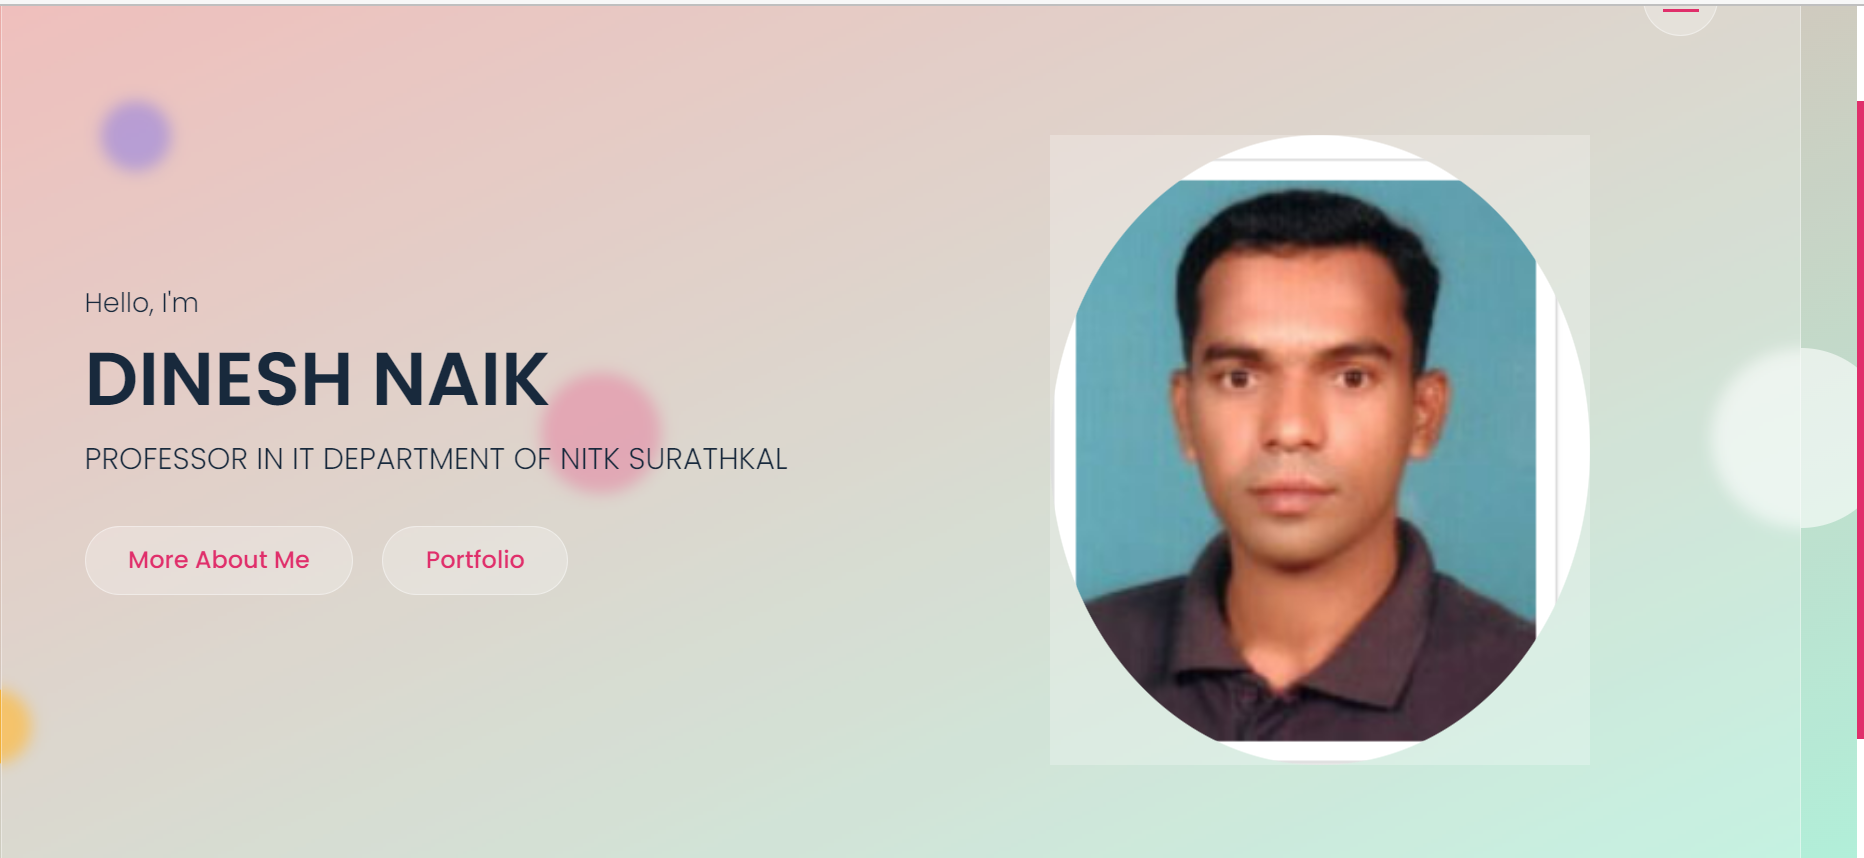 Hello, I'm
DINESH NAIK
PROFESSOR IN IT DEPARTMENT OF NITK SURATHKAL
More About Me
Portfolio